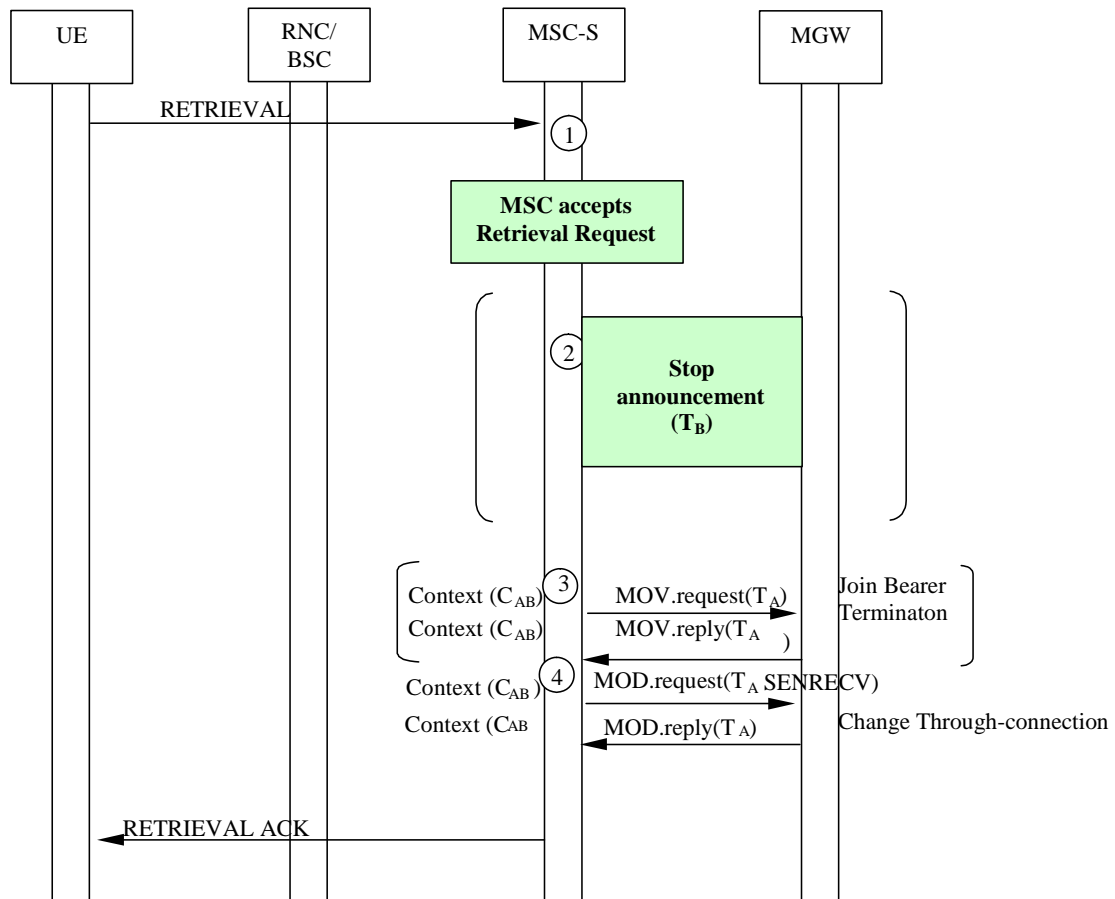 UE
RNC/
BSC
MSC-S
MGW
RETRIEVAL
1
MSC accepts
Retrieval Request
2
Stop
announcement
(TB)
3
Context (CAB)
MOV.request(TA)
Join Bearer
Terminaton
Context (CAB)
MOV.reply(TA )
4
Context (CAB)
MOD.request(TA SENRECV)
Context (CAB
MOD.reply(TA)
Change Through-connection
RETRIEVAL ACK